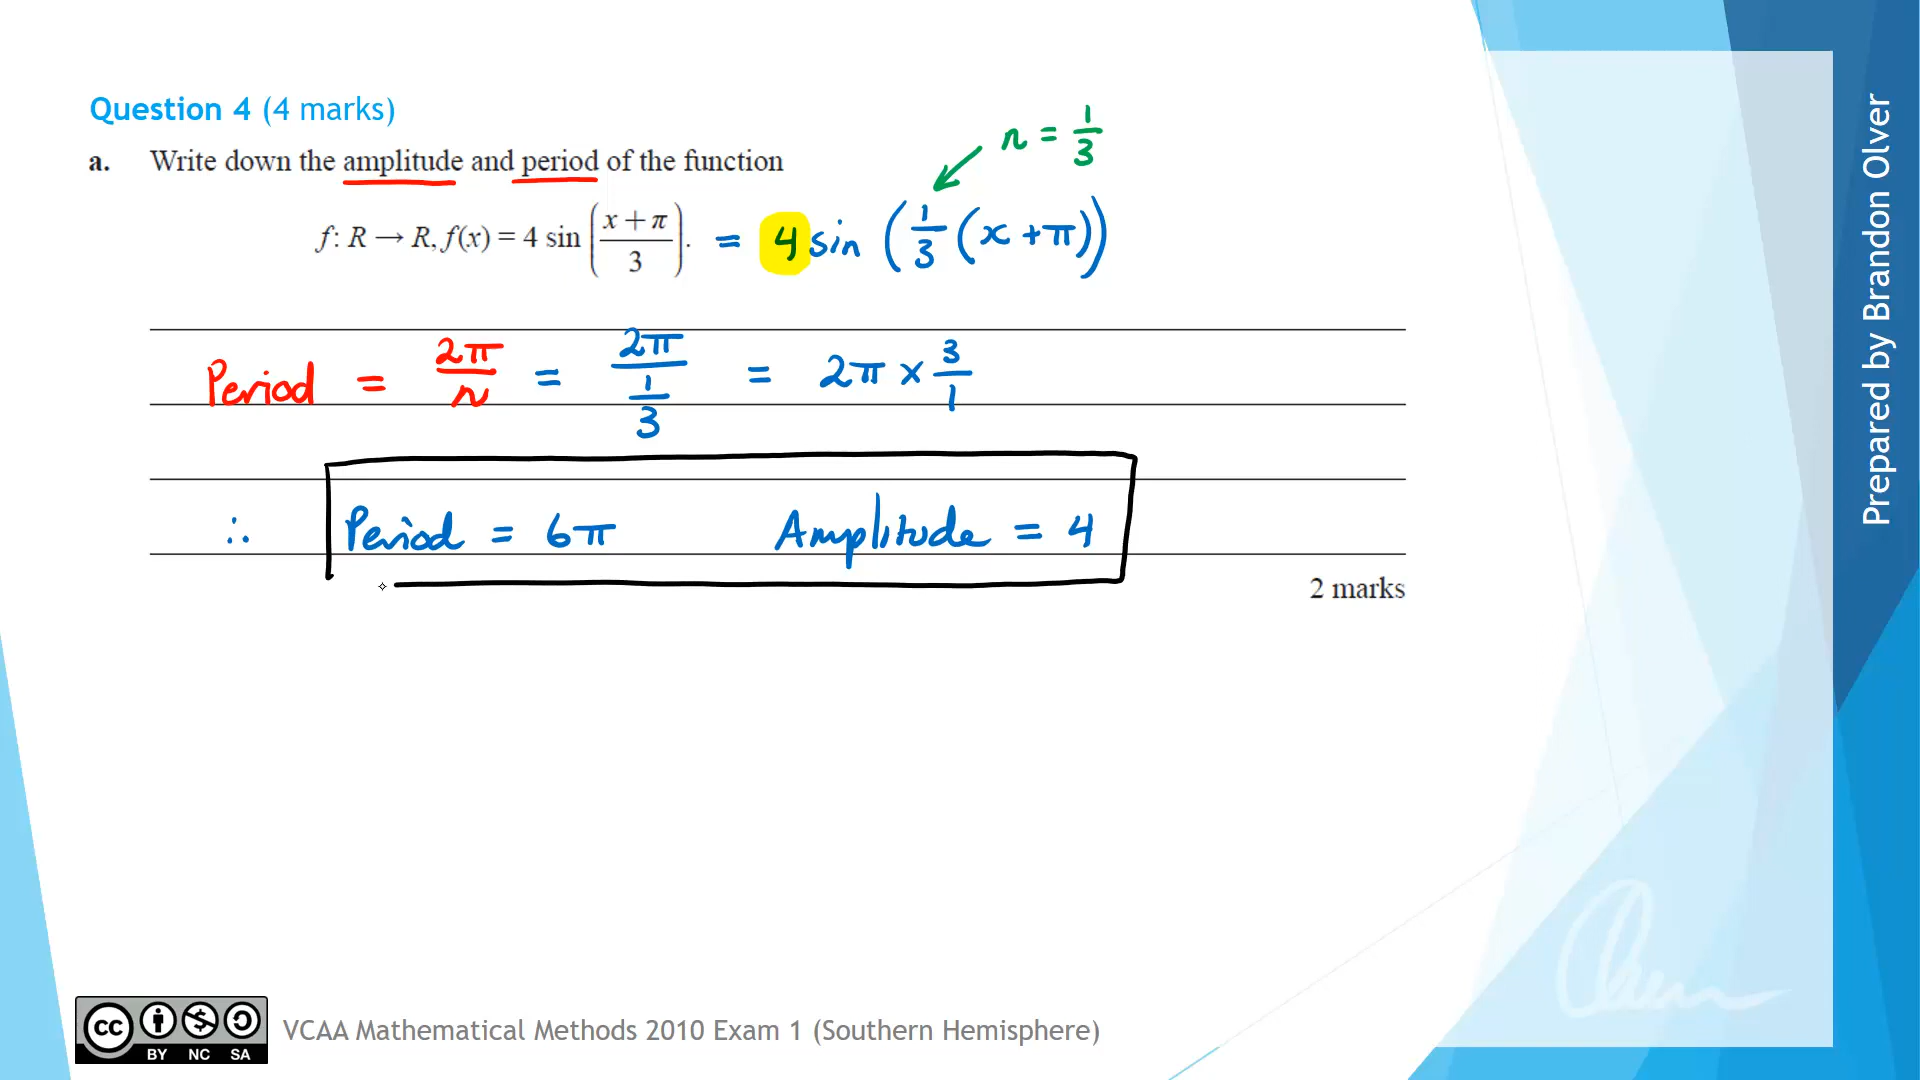 Question 4 (4 marks)
n = 1/3
a. Write down the amplitude and period of the function
f: R → R, f(x) = 4 sin((x + π)/3). = 4 sin (1/3 (x + π))
Period = 2π/n = 2π/(1/3) = 2π × 3/1
∴ Period = 6π Amplitude = 4
2 marks
Prepared by Brandon Olver
cc BY NC SA
VCAA Mathematical Methods 2010 Exam 1 (Southern Hemisphere)